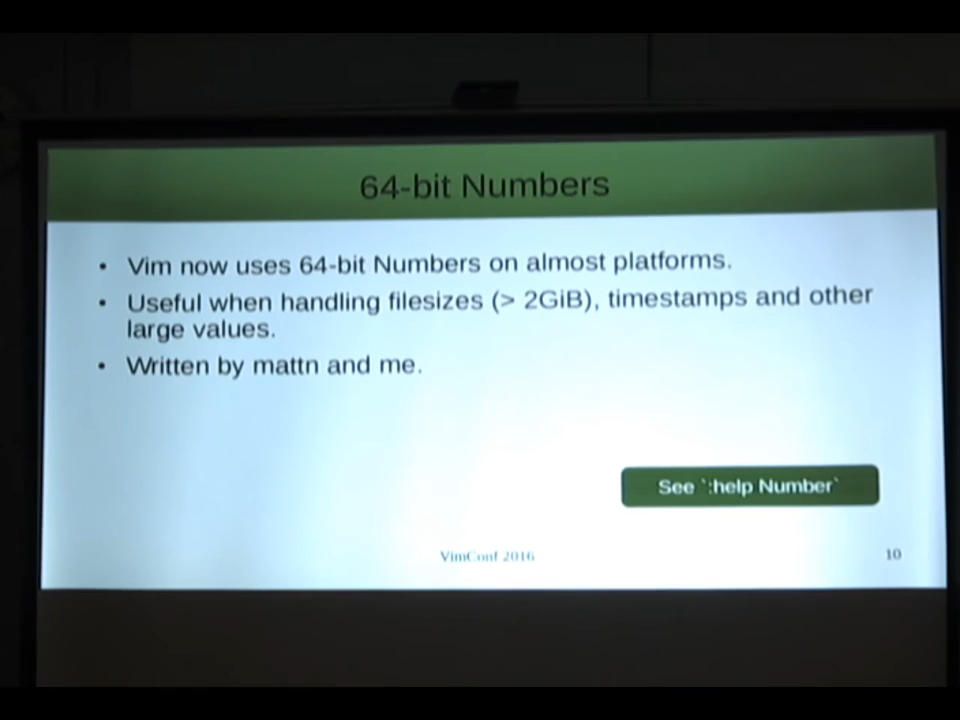 64-bit Numbers
• Vim now uses 64-bit Numbers on almost platforms.
• Useful when handling filesizes (> 2GiB), timestamps and other
large values.
• Written by mattn and me.
See `:help Number`
VimConf 2016
10